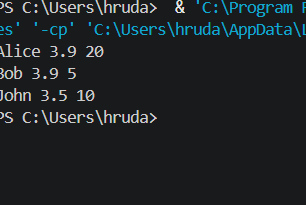 PS C:\Users\hruda> & 'C:\Program
es' '-cp' 'C:\Users\hruda\AppData\
Alice 3.9 20
Bob 3.9 5
John 3.5 10
PS C:\Users\hruda>